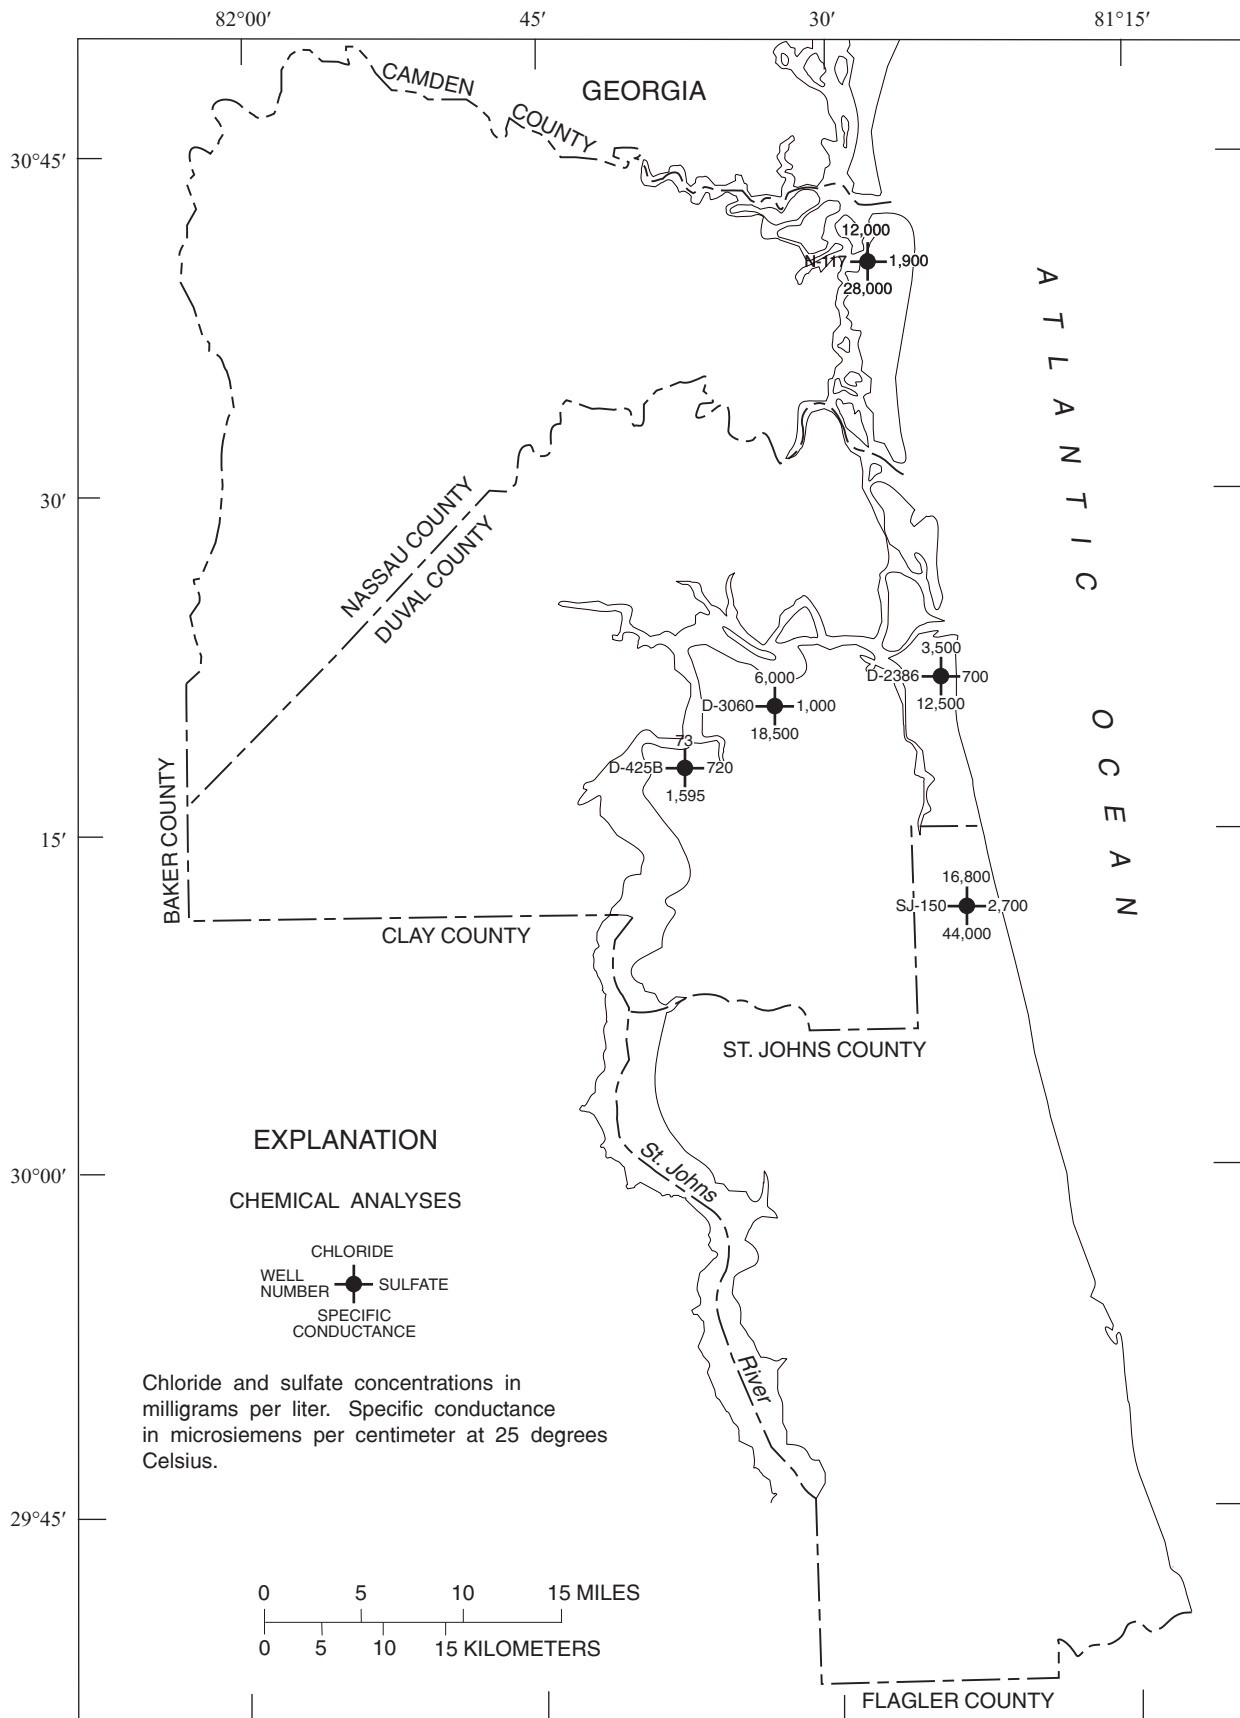 82°00′
45′
30′
81°15′
CAMDEN
COUNTY
GEORGIA
30°45′
12,000
N-117
1,900
28,000
ATLANTIC OCEAN
30′
NASSAU COUNTY
DUVAL COUNTY
3,500
D-2386
700
12,500
6,000
D-3060
1,000
18,500
73
D-425B
720
1,595
BAKER COUNTY
15′
16,800
SJ-150
2,700
44,000
CLAY COUNTY
ST. JOHNS COUNTY
30°00′
St. Johns
River
EXPLANATION
CHEMICAL ANALYSES
CHLORIDE
WELL
NUMBER
SULFATE
SPECIFIC
CONDUCTANCE
Chloride and sulfate concentrations in
milligrams per liter. Specific conductance
in microsiemens per centimeter at 25 degrees
Celsius.
29°45′
0 5 10 15 MILES
0 5 10 15 KILOMETERS
FLAGLER COUNTY